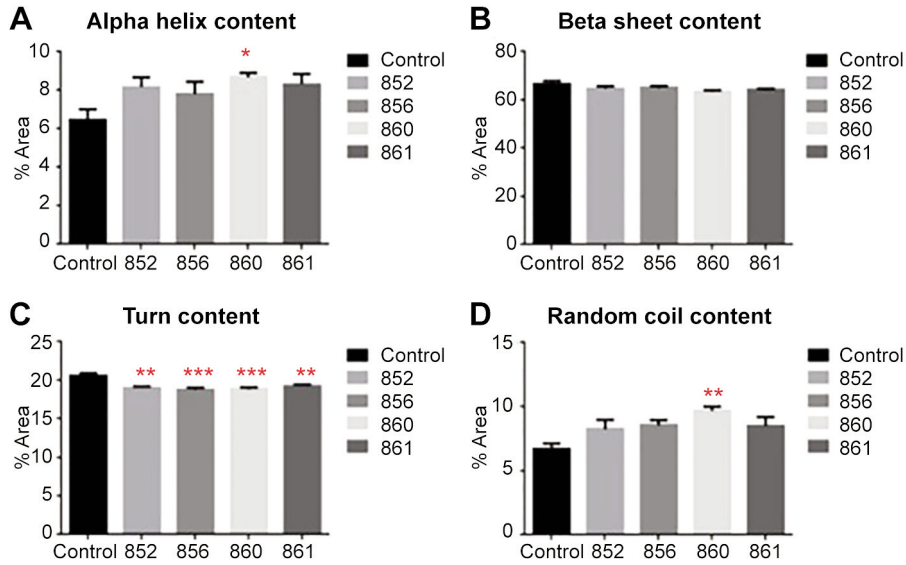 A Alpha helix content
% Area
10
8
6
4
2
0
*
Control 852 856 860 861
Control
852
856
860
861
B Beta sheet content
% Area
80
60
40
20
0
Control 852 856 860 861
Control
852
856
860
861
C Turn content
% Area
25
20
15
10
5
0
** *** *** **
Control 852 856 860 861
Control
852
856
860
861
D Random coil content
% Area
15
10
5
0
**
Control 852 856 860 861
Control
852
856
860
861